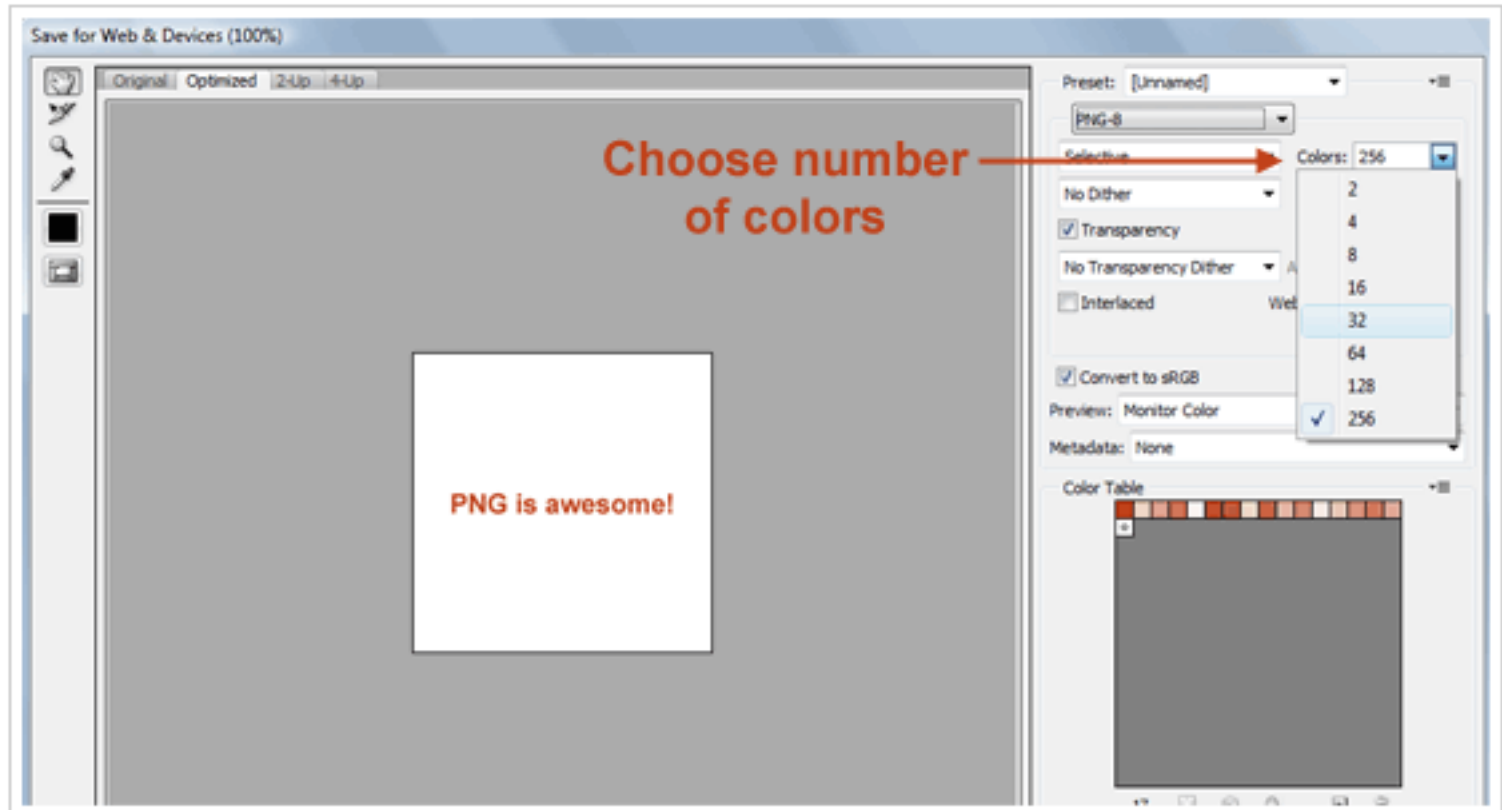 Save for Web & Devices (100%)
Original Optimized 2-Up 4-Up
Preset: [Unnamed]
PNG-8
Choose number
of colors
Selective
Colors: 256
No Dither
Transparency
No Transparency Dither
Interlaced
2
4
8
16
32
64
128
256
Convert to sRGB
Preview: Monitor Color
Metadata: None
Color Table
PNG is awesome!
17